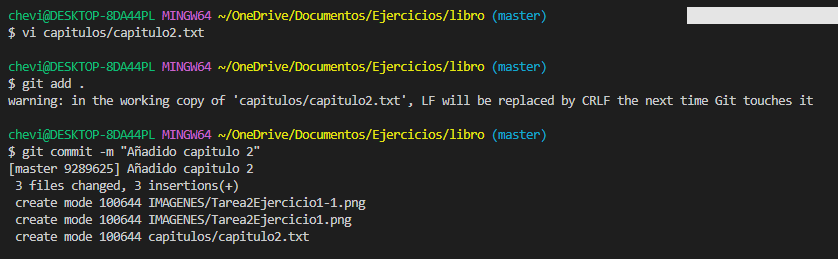 chevi@DESKTOP-8DA44PL MINGW64 ~/OneDrive/Documentos/Ejercicios/libro (master)
$ vi capitulos/capitulo2.txt
chevi@DESKTOP-8DA44PL MINGW64 ~/OneDrive/Documentos/Ejercicios/libro (master)
$ git add .
warning: in the working copy of 'capitulos/capitulo2.txt', LF will be replaced by CRLF the next time Git touches it
chevi@DESKTOP-8DA44PL MINGW64 ~/OneDrive/Documentos/Ejercicios/libro (master)
$ git commit -m "Añadido capitulo 2"
[master 9289625] Añadido capitulo 2
 3 files changed, 3 insertions(+)
 create mode 100644 IMAGENES/Tarea2Ejercicio1-1.png
 create mode 100644 IMAGENES/Tarea2Ejercicio1.png
 create mode 100644 capitulos/capitulo2.txt